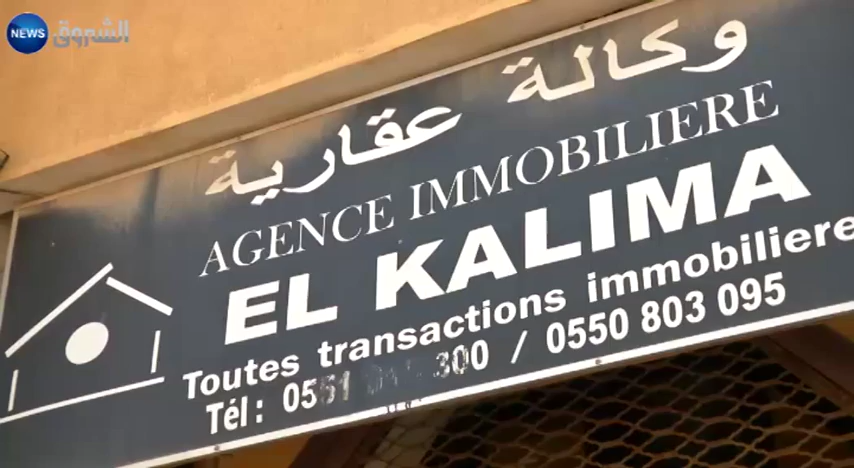 NEWS الشروق
وكالة عقارية
AGENCE IMMOBILIERE
EL KALIMA
Toutes transactions immobiliere
Tél : / 0550 803 095